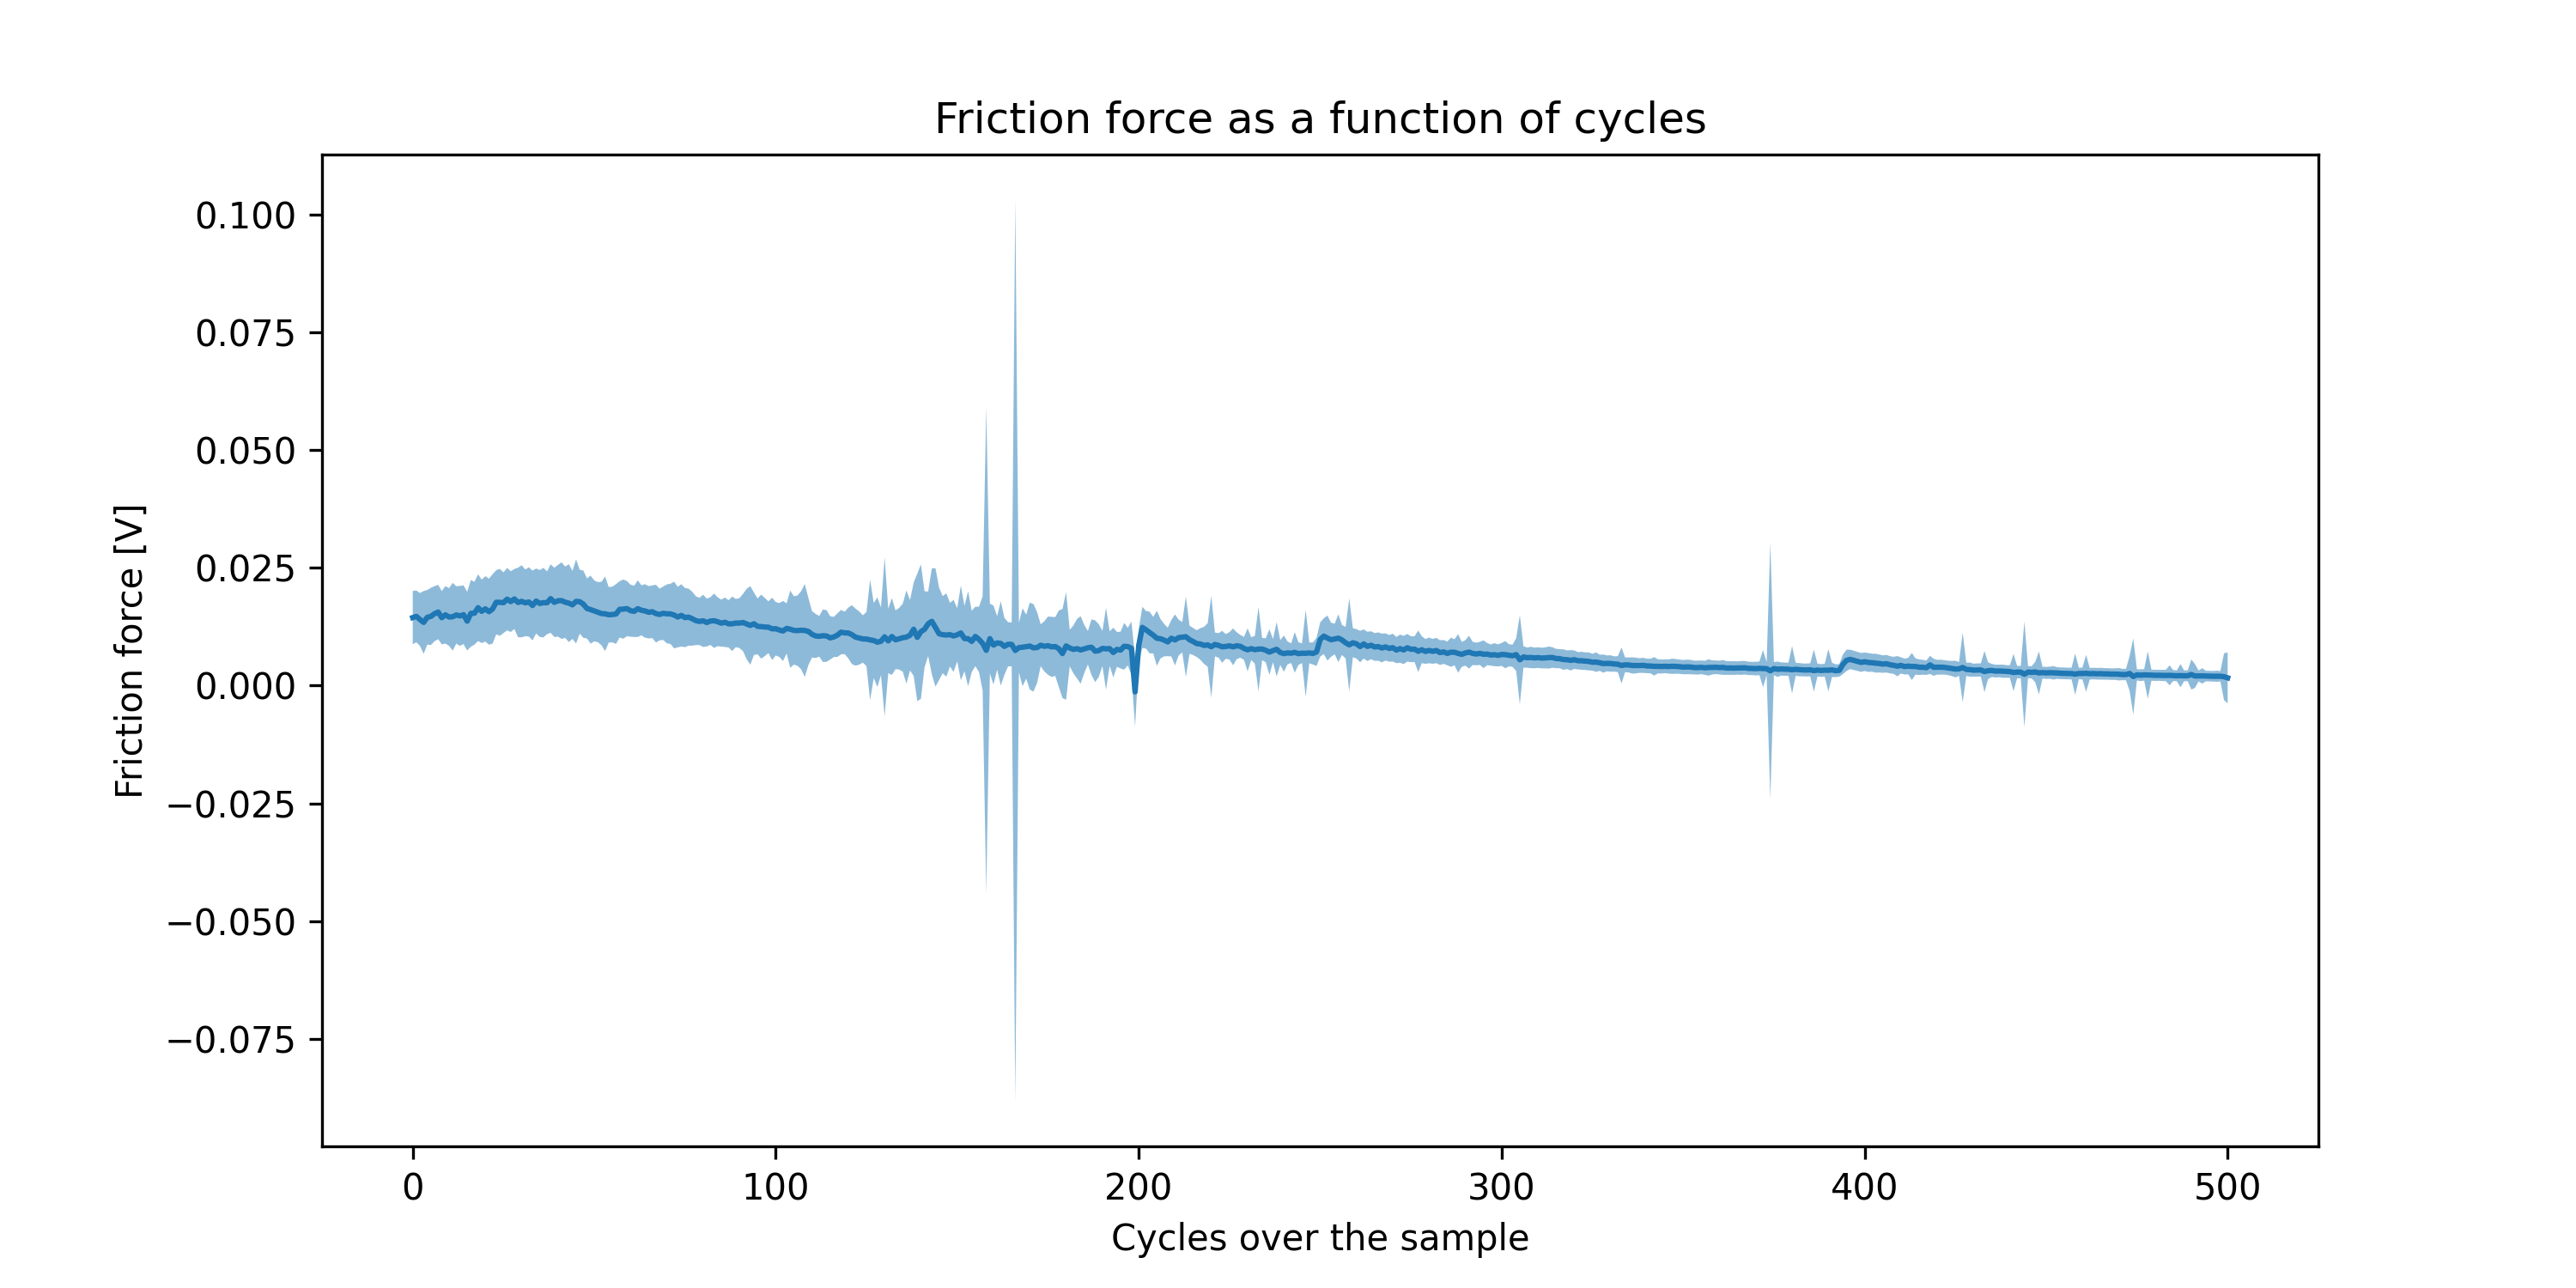 Friction force as a function of cycles
0.100
0.075
0.050
0.025
0.000
−0.025
−0.050
−0.075
Friction force [V]
0 100 200 300 400 500
Cycles over the sample